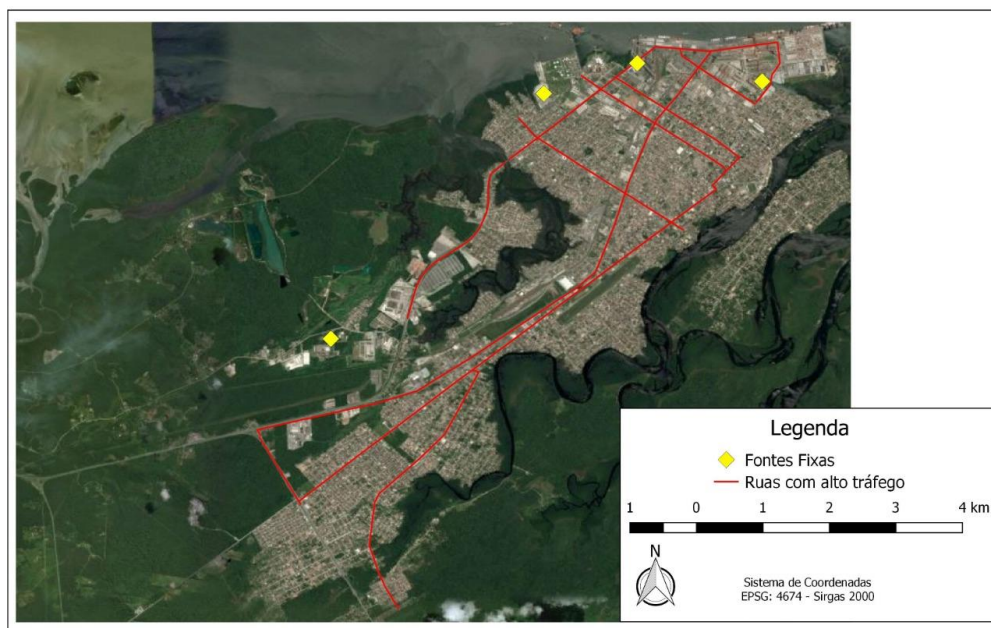 Legenda
Fontes Fixas
Ruas com alto tráfego
1 0 1 2 3 4 km
N
Sistema de Coordenadas
EPSG: 4674 - Sirgas 2000